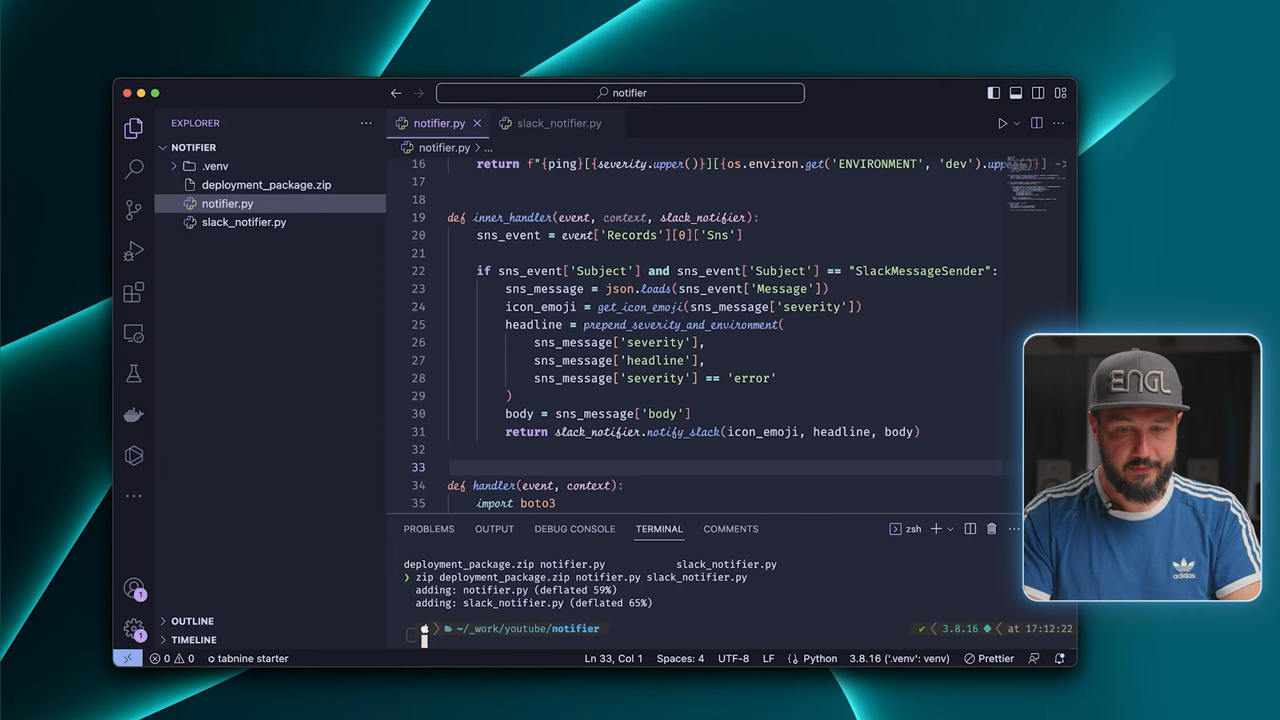 notifier
EXPLORER
NOTIFIER
.venv
deployment_package.zip
notifier.py
slack_notifier.py
OUTLINE
TIMELINE
notifier.py
slack_notifier.py
notifier.py > ...
16 return f"{ping}[{severity.upper()}][{os.environ.get('ENVIRONMENT', 'dev').upp
17
18
19 def inner_handler(event, context, slack_notifier):
20 sns_event = event['Records'][0]['Sns']
21
22 if sns_event['Subject'] and sns_event['Subject'] == "SlackMessageSender":
23 sns_message = json.loads(sns_event['Message'])
24 icon_emoji = get_icon_emoji(sns_message['severity'])
25 headline = prepend_severity_and_environment(
26 sns_message['severity'],
27 sns_message['headline'],
28 sns_message['severity'] == 'error'
29 )
30 body = sns_message['body']
31 return slack_notifier.notify_slack(icon_emoji, headline, body)
32
33
34 def handler(event, context):
35 import boto3
PROBLEMS
OUTPUT
DEBUG CONSOLE
TERMINAL
COMMENTS
zsh
deployment_package.zip notifier.py slack_notifier.py
❯ zip deployment_package.zip notifier.py slack_notifier.py
adding: notifier.py (deflated 59%)
adding: slack_notifier.py (deflated 65%)
~/_work/youtube/notifier
3.8.16
at 17:12:22
1
1
0
0
tabnine starter
Ln 33, Col 1
Spaces: 4
UTF-8
LF
Python
3.8.16 ('.venv': venv)
Prettier
ENGL
adidas